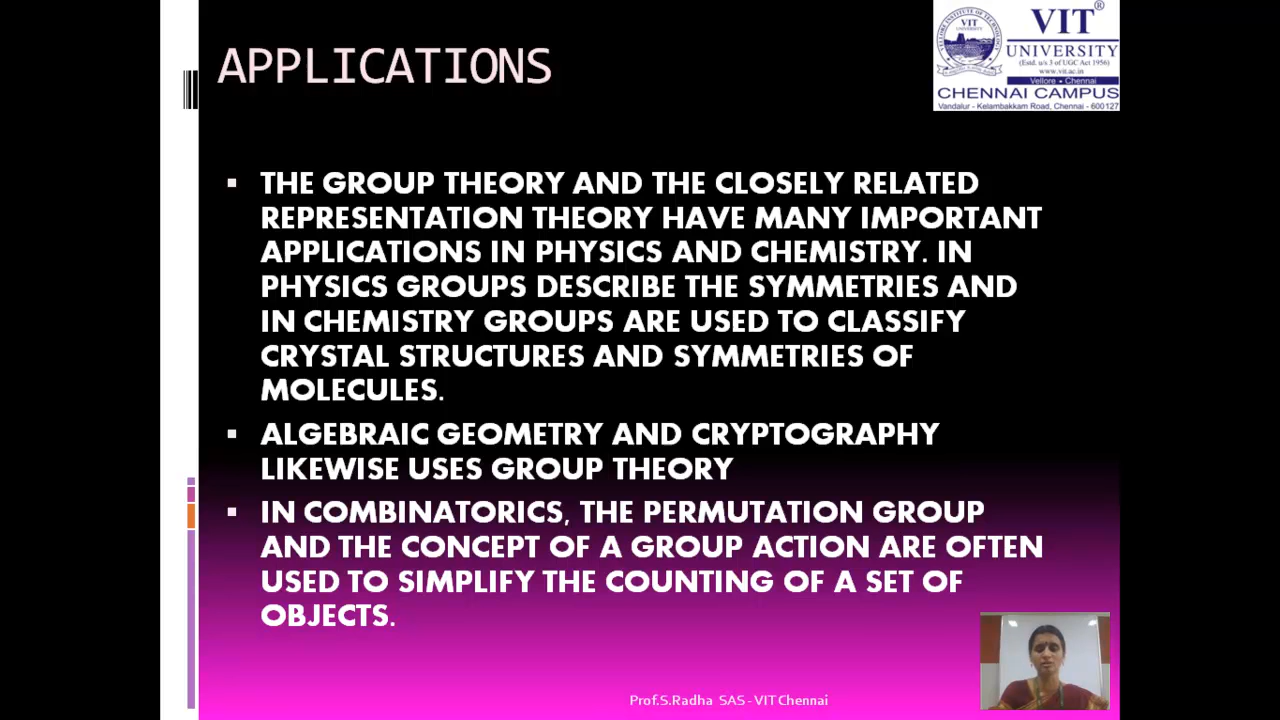 APPLICATIONS
VIT®
UNIVERSITY
(Estd. u/s 3 of UGC Act 1956)
www.vit.ac.in
Vellore • Chennai
CHENNAI CAMPUS
Vandalur - Kelambakkam Road, Chennai - 600127
▪ THE GROUP THEORY AND THE CLOSELY RELATED
REPRESENTATION THEORY HAVE MANY IMPORTANT
APPLICATIONS IN PHYSICS AND CHEMISTRY. IN
PHYSICS GROUPS DESCRIBE THE SYMMETRIES AND
IN CHEMISTRY GROUPS ARE USED TO CLASSIFY
CRYSTAL STRUCTURES AND SYMMETRIES OF
MOLECULES.
▪ ALGEBRAIC GEOMETRY AND CRYPTOGRAPHY
LIKEWISE USES GROUP THEORY
▪ IN COMBINATORICS, THE PERMUTATION GROUP
AND THE CONCEPT OF A GROUP ACTION ARE OFTEN
USED TO SIMPLIFY THE COUNTING OF A SET OF
OBJECTS.
Prof.S.Radha SAS - VIT Chennai